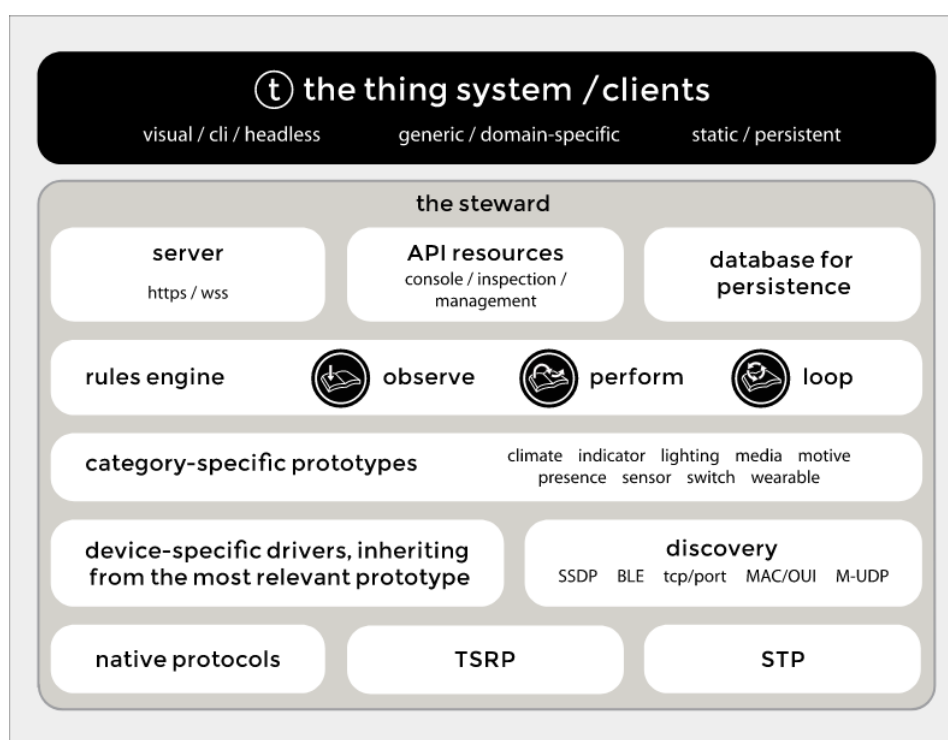 t the thing system / clients
visual / cli / headless generic / domain-specific static / persistent
the steward
server
https / wss
API resources
console / inspection /
management
database for
persistence
rules engine observe perform loop
category-specific prototypes
climate indicator lighting media motive
presence sensor switch wearable
device-specific drivers, inheriting
from the most relevant prototype
discovery
SSDP BLE tcp/port MAC/OUI M-UDP
native protocols TSRP STP